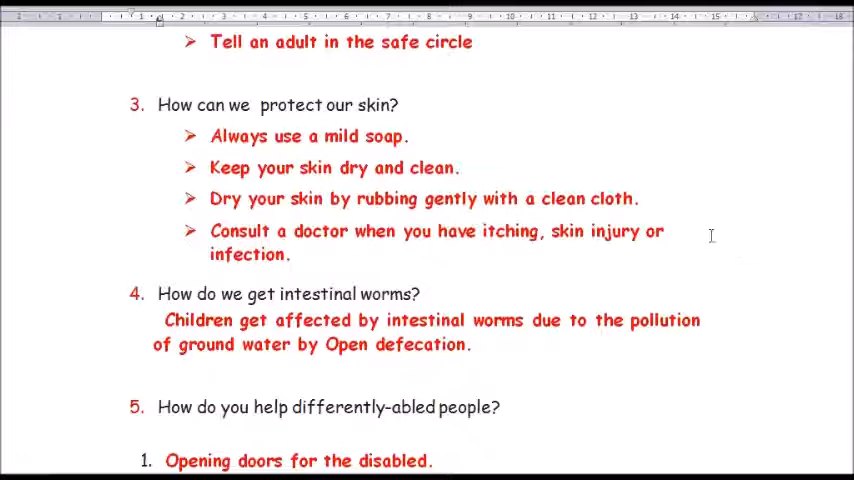 ➢ Tell an adult in the safe circle
3. How can we protect our skin?
➢ Always use a mild soap.
➢ Keep your skin dry and clean.
➢ Dry your skin by rubbing gently with a clean cloth.
➢ Consult a doctor when you have itching, skin injury or
infection.
4. How do we get intestinal worms?
Children get affected by intestinal worms due to the pollution
of ground water by Open defecation.
5. How do you help differently-abled people?
1. Opening doors for the disabled.